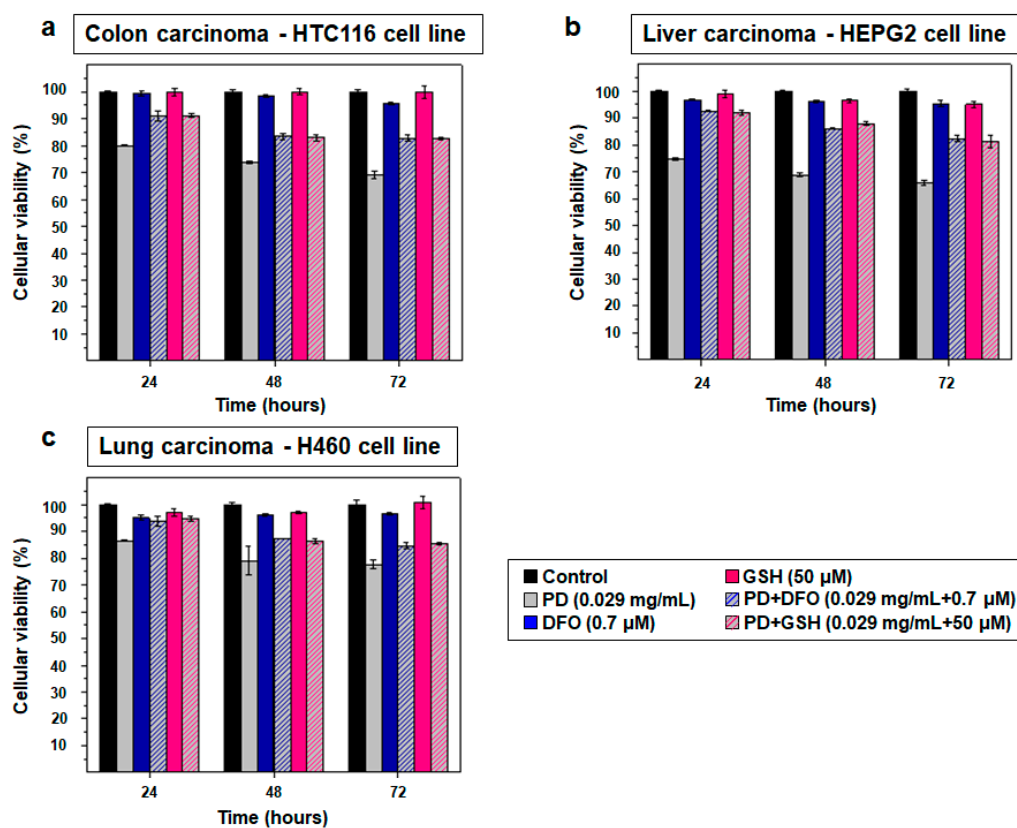 a
Colon carcinoma - HTC116 cell line
100
90
80
70
60
50
40
30
20
10
Cellular viability (%)
24 48 72
Time (hours)
b
Liver carcinoma - HEPG2 cell line
100
90
80
70
60
50
40
30
20
10
Cellular viability (%)
24 48 72
Time (hours)
c
Lung carcinoma - H460 cell line
100
90
80
70
60
50
40
30
20
10
Cellular viability (%)
24 48 72
Time (hours)
Control
PD (0.029 mg/mL)
DFO (0.7 µM)
GSH (50 µM)
PD+DFO (0.029 mg/mL+0.7 µM)
PD+GSH (0.029 mg/mL+50 µM)